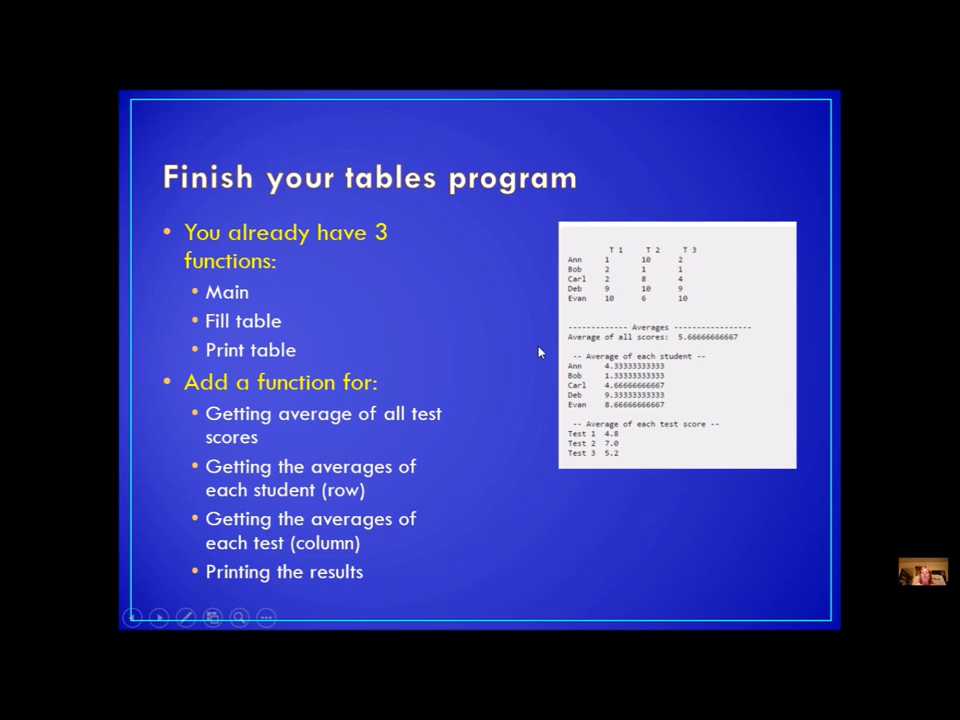 Finish your tables program
• You already have 3
functions:
• Main
• Fill table
• Print table
• Add a function for:
• Getting average of all test
scores
• Getting the averages of
each student (row)
• Getting the averages of
each test (column)
• Printing the results
T 1 T 2 T 3
Ann 1 10 2
Bob 2 1 1
Carl 2 8 4
Deb 9 10 9
Evan 10 6 10
------------- Averages -----------------
Average of all scores: 5.66666666667
-- Average of each student --
Ann 4.33333333333
Bob 1.33333333333
Carl 4.66666666667
Deb 9.33333333333
Evan 8.66666666667
-- Average of each test score --
Test 1 4.8
Test 2 7.0
Test 3 5.2